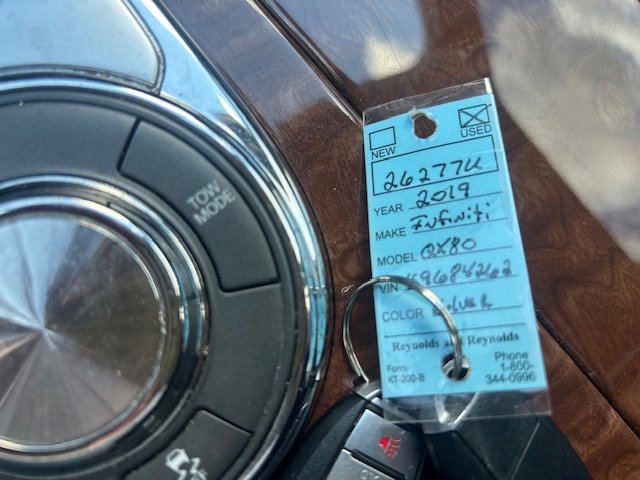 TOW
MODE
NEW
USED
26277U
YEAR 2019
MAKE Infiniti
MODEL QX80
VIN
COLOR
Reynolds and Reynolds
Form
KT-200-B
Phone
1-800-
344-0996